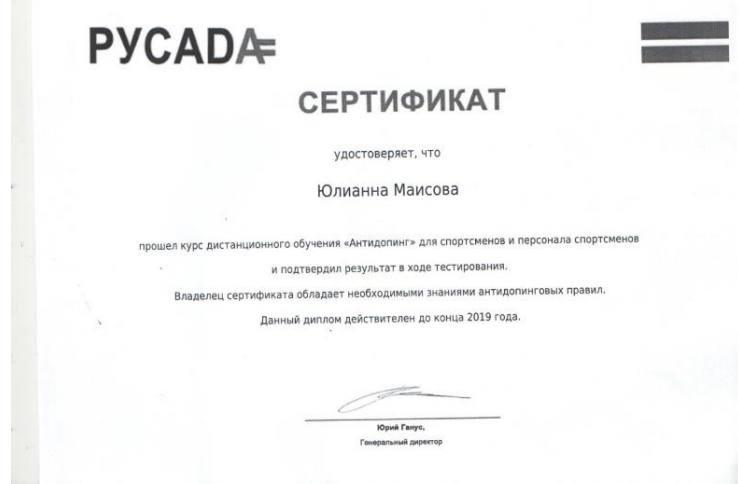 РУСАDА
СЕРТИФИКАТ
удостоверяет, что
Юлианна Маисова
прошел курс дистанционного обучения «Антидопинг» для спортсменов и персонала спортсменов
и подтвердил результат в ходе тестирования.
Владелец сертификата обладает необходимыми знаниями антидопинговых правил.
Данный диплом действителен до конца 2019 года.
Юрий Ганус,
Генеральный директор